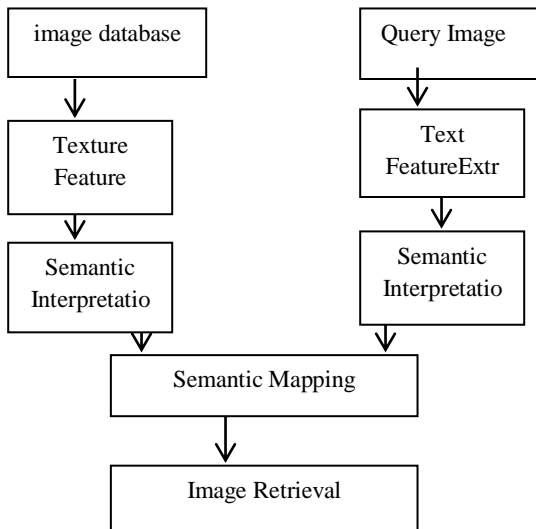 image database
Query Image
Texture
Feature
Text
FeatureExtr
Semantic
Interpretatio
Semantic
Interpretatio
Semantic Mapping
Image Retrieval